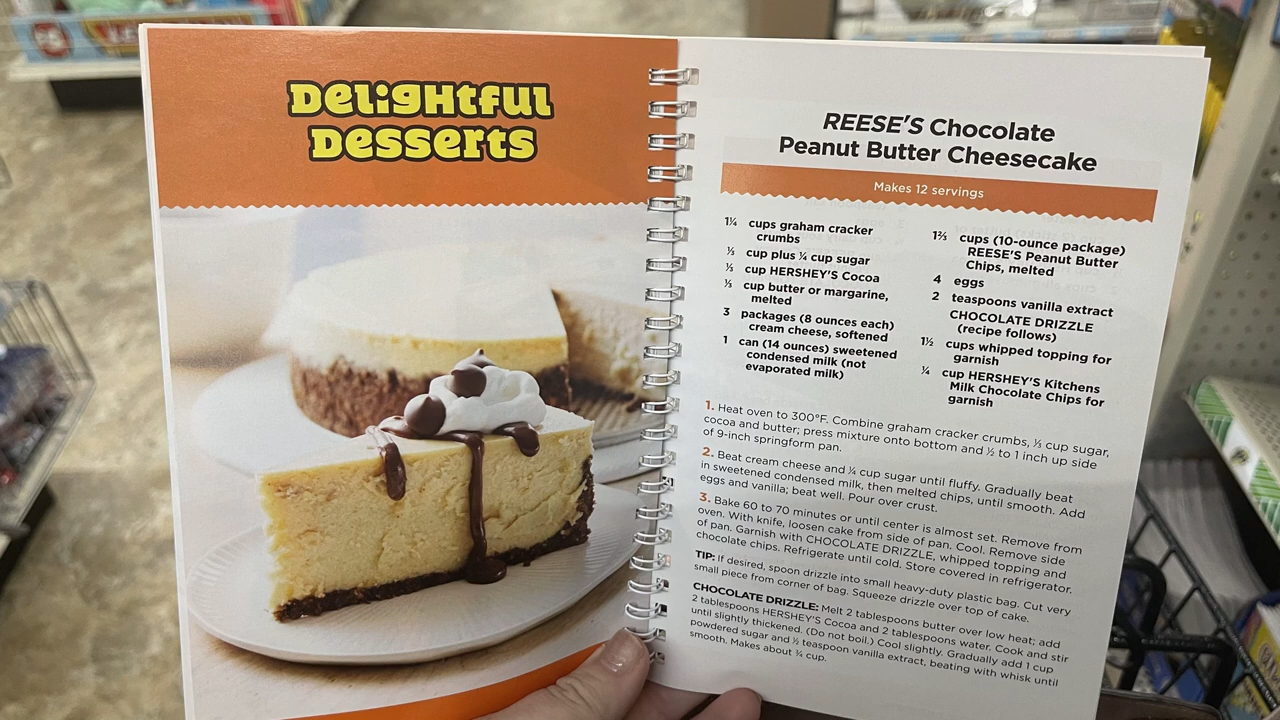 Delightful
Desserts
REESE'S Chocolate
Peanut Butter Cheesecake
Makes 12 servings
1¼ cups graham cracker
crumbs
⅓ cup plus ¼ cup sugar
⅓ cup HERSHEY'S Cocoa
⅓ cup butter or margarine,
melted
3 packages (8 ounces each)
cream cheese, softened
1 can (14 ounces) sweetened
condensed milk (not
evaporated milk)
1⅔ cups (10-ounce package)
REESE'S Peanut Butter
Chips, melted
4 eggs
2 teaspoons vanilla extract
CHOCOLATE DRIZZLE
(recipe follows)
1½ cups whipped topping for
garnish
¼ cup HERSHEY'S Kitchens
Milk Chocolate Chips for
garnish
1. Heat oven to 300°F. Combine graham cracker crumbs, ⅓ cup sugar,
cocoa and butter; press mixture onto bottom and ½ to 1 inch up side
of 9-inch springform pan.
2. Beat cream cheese and ¼ cup sugar until fluffy. Gradually beat
in sweetened condensed milk, then melted chips, until smooth. Add
eggs and vanilla; beat well. Pour over crust.
3. Bake 60 to 70 minutes or until center is almost set. Remove from
oven. With knife, loosen cake from side of pan. Cool. Remove side
of pan. Garnish with CHOCOLATE DRIZZLE, whipped topping and
chocolate chips. Refrigerate until cold. Store covered in refrigerator.
TIP: If desired, spoon drizzle into small heavy-duty plastic bag. Cut very
small piece from corner of bag. Squeeze drizzle over top of cake.
CHOCOLATE DRIZZLE: Melt 2 tablespoons butter over low heat; add
2 tablespoons HERSHEY'S Cocoa and 2 tablespoons water. Cook and stir
until slightly thickened. (Do not boil.) Cool slightly. Gradually add 1 cup
powdered sugar and ½ teaspoon vanilla extract, beating with whisk until
smooth. Makes about ¾ cup.